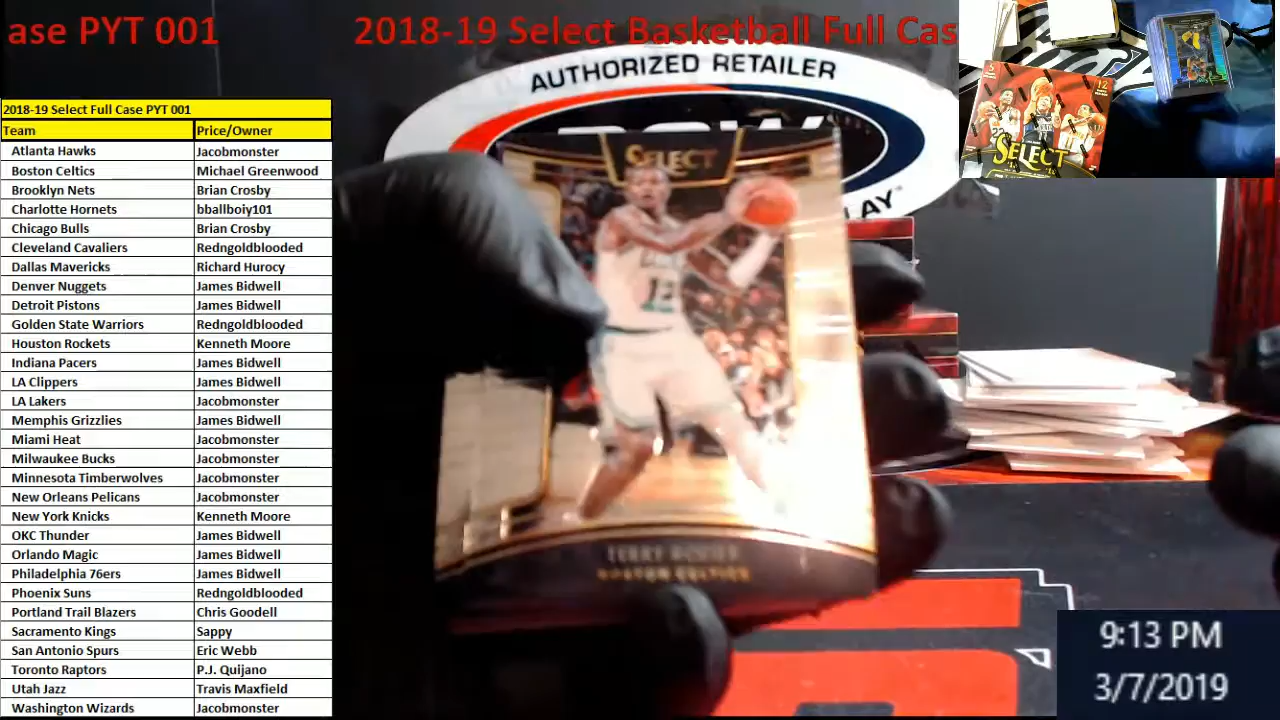 ase PYT 001 2018-19 Select Basketball Full Cas
AUTHORIZED RETAILER
LAY
SELECT
12
BOSTON CELTICS
12
SELECT
2018-19 Select Full Case PYT 001
Team Price/Owner
Atlanta Hawks Jacobmonster
Boston Celtics Michael Greenwood
Brooklyn Nets Brian Crosby
Charlotte Hornets bballboiy101
Chicago Bulls Brian Crosby
Cleveland Cavaliers Redngoldblooded
Dallas Mavericks Richard Hurocy
Denver Nuggets James Bidwell
Detroit Pistons James Bidwell
Golden State Warriors Redngoldblooded
Houston Rockets Kenneth Moore
Indiana Pacers James Bidwell
LA Clippers James Bidwell
LA Lakers Jacobmonster
Memphis Grizzlies James Bidwell
Miami Heat Jacobmonster
Milwaukee Bucks Jacobmonster
Minnesota Timberwolves Jacobmonster
New Orleans Pelicans Jacobmonster
New York Knicks Kenneth Moore
OKC Thunder James Bidwell
Orlando Magic James Bidwell
Philadelphia 76ers James Bidwell
Phoenix Suns Redngoldblooded
Portland Trail Blazers Chris Goodell
Sacramento Kings Sappy
San Antonio Spurs Eric Webb
Toronto Raptors P.J. Quijano
Utah Jazz Travis Maxfield
Washington Wizards Jacobmonster
9:13 PM
3/7/2019